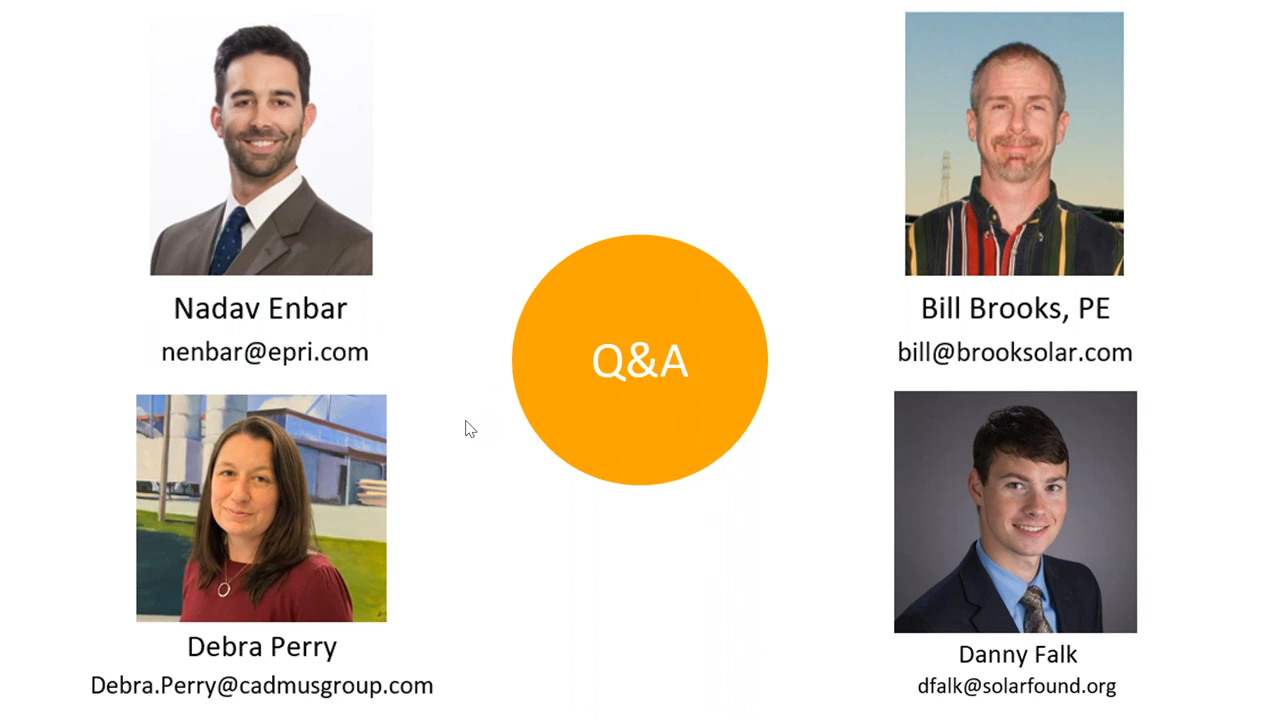 Nadav Enbar
nenbar@epri.com
Bill Brooks, PE
bill@brooksolar.com
Q&A
Debra Perry
Debra.Perry@cadmusgroup.com
Danny Falk
dfalk@solarfound.org